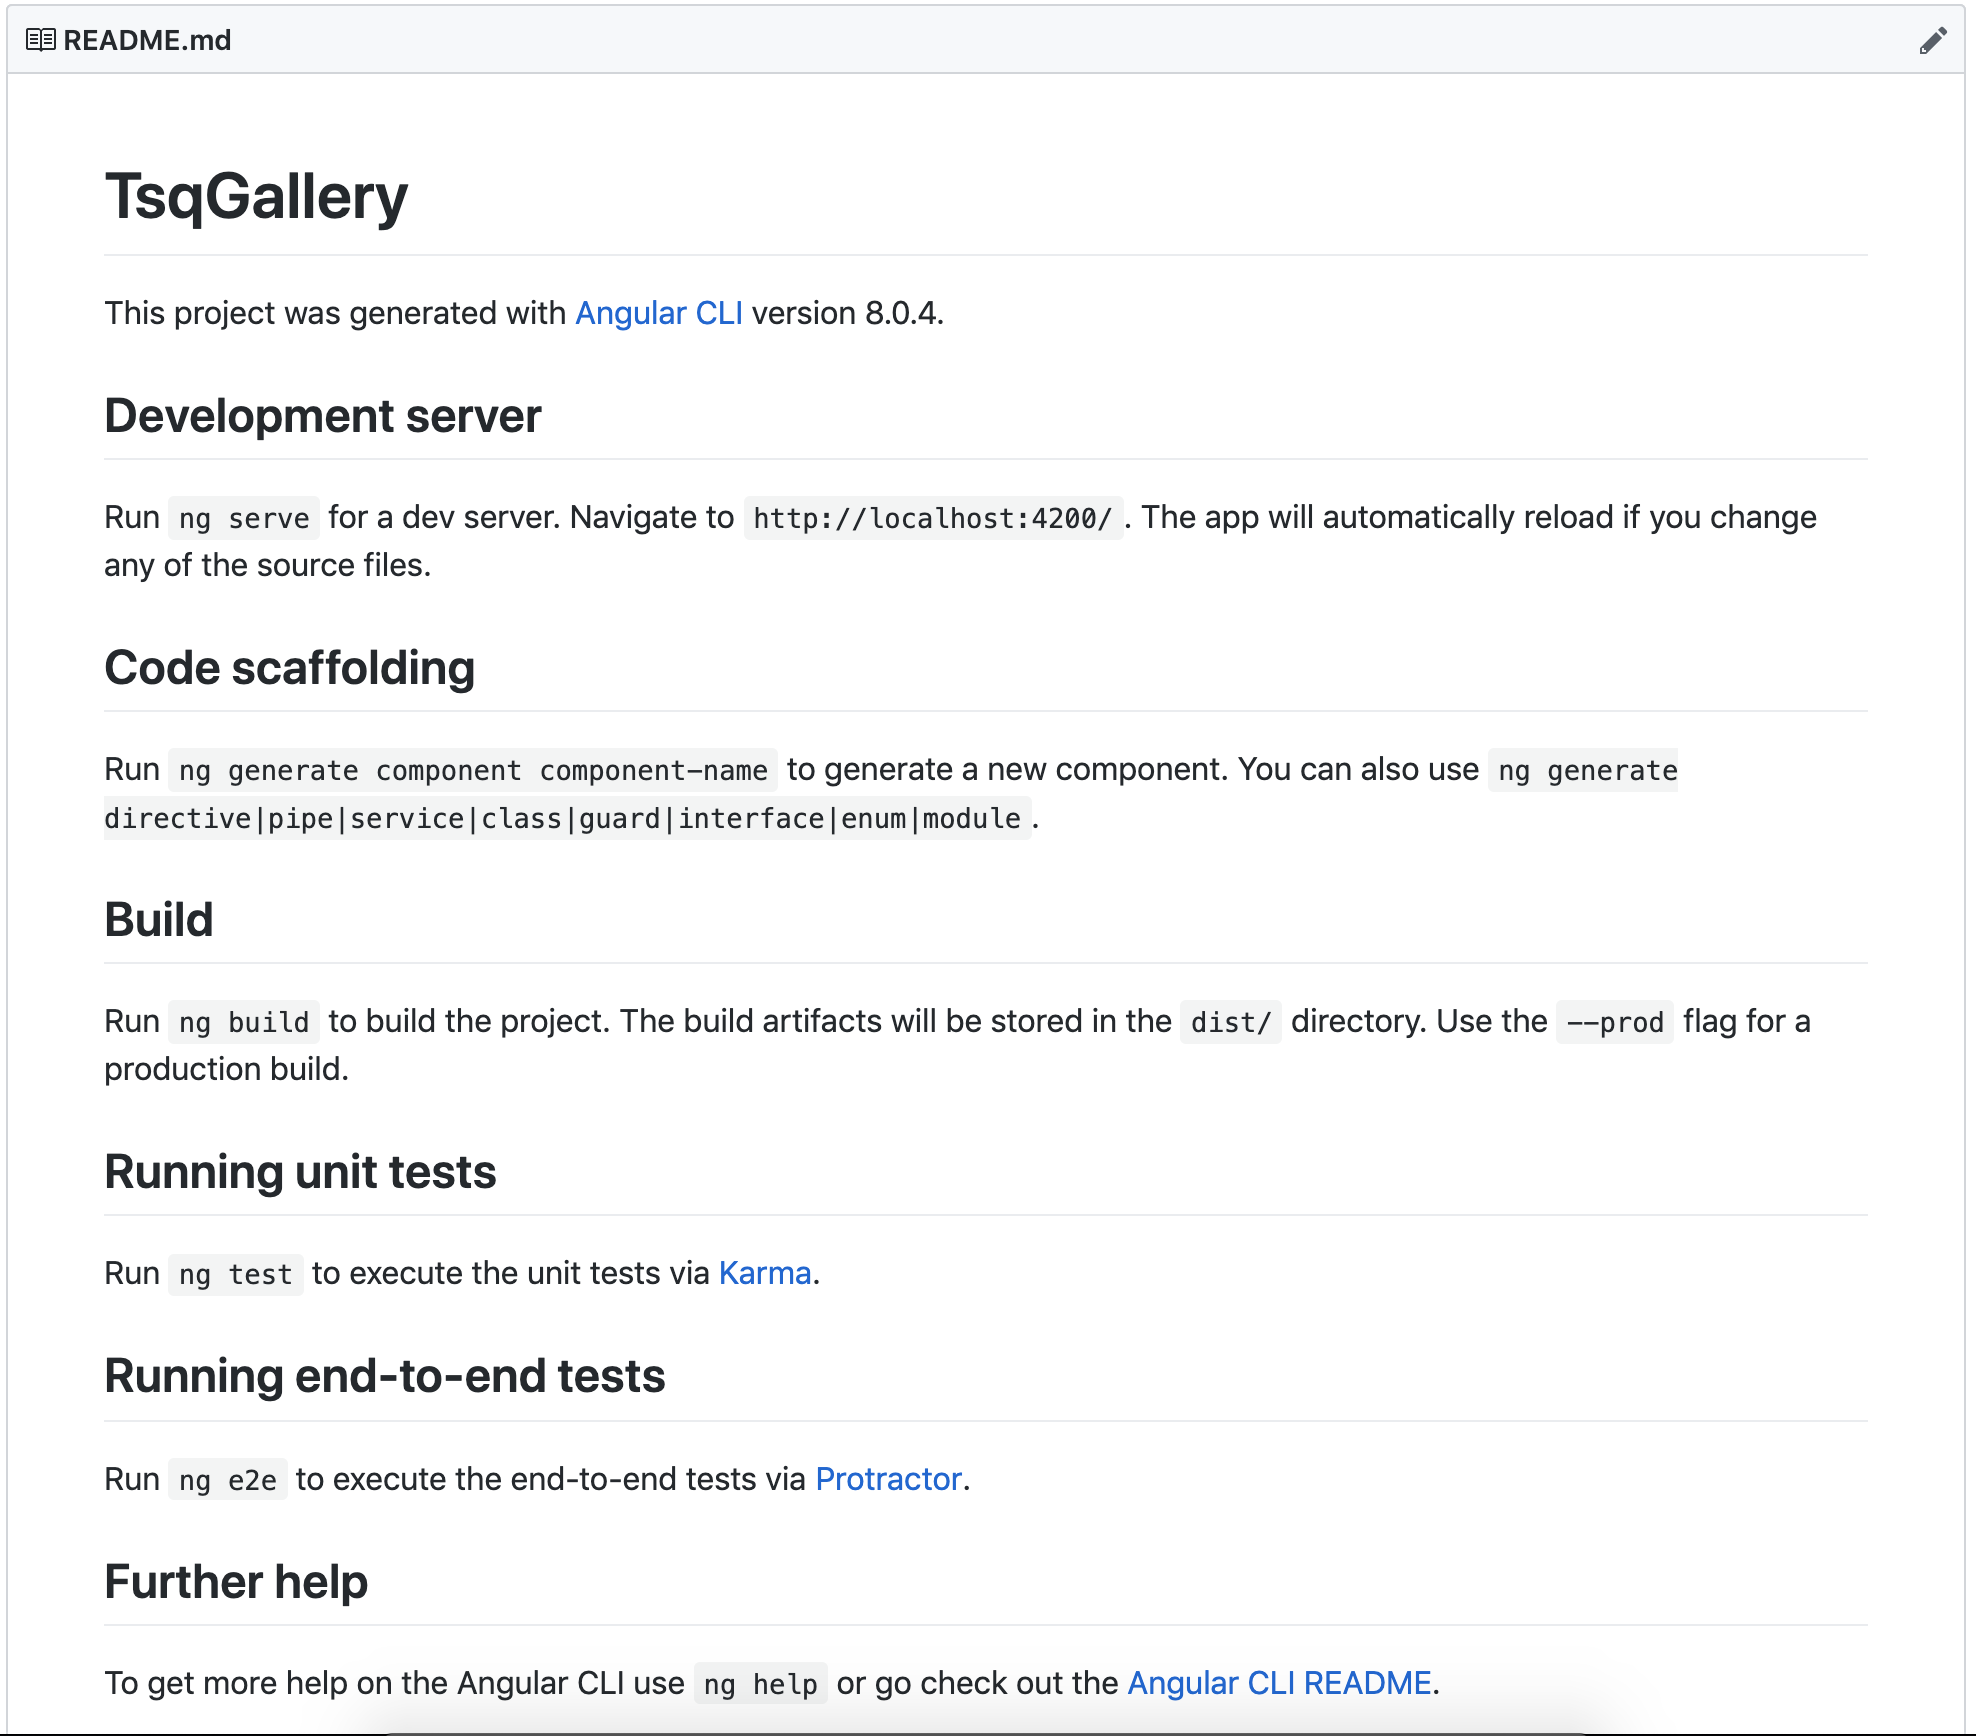 README.md
TsqGallery
This project was generated with Angular CLI version 8.0.4.
Development server
Run ng serve for a dev server. Navigate to http://localhost:4200/. The app will automatically reload if you change
any of the source files.
Code scaffolding
Run ng generate component component-name to generate a new component. You can also use ng generate
directive|pipe|service|class|guard|interface|enum|module.
Build
Run ng build to build the project. The build artifacts will be stored in the dist/ directory. Use the --prod flag for a
production build.
Running unit tests
Run ng test to execute the unit tests via Karma.
Running end-to-end tests
Run ng e2e to execute the end-to-end tests via Protractor.
Further help
To get more help on the Angular CLI use ng help or go check out the Angular CLI README.